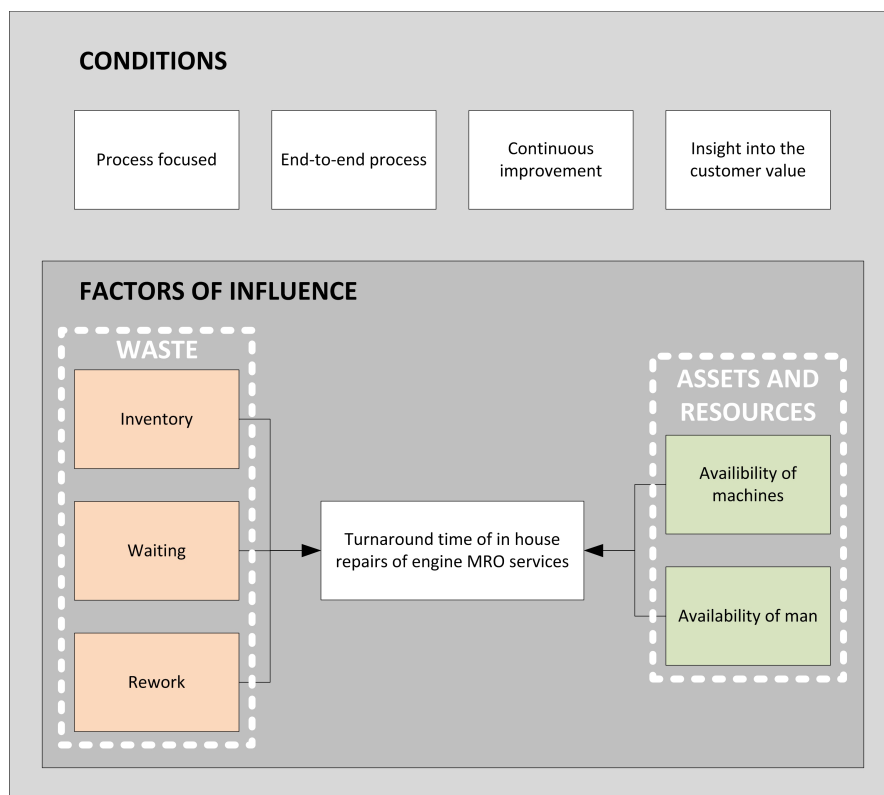 CONDITIONS
Process focused
End-to-end process
Continuous
improvement
Insight into the
customer value
FACTORS OF INFLUENCE
WASTE
Inventory
Waiting
Rework
Turnaround time of in house
repairs of engine MRO services
ASSETS AND
RESOURCES
Availibility of
machines
Availability of man